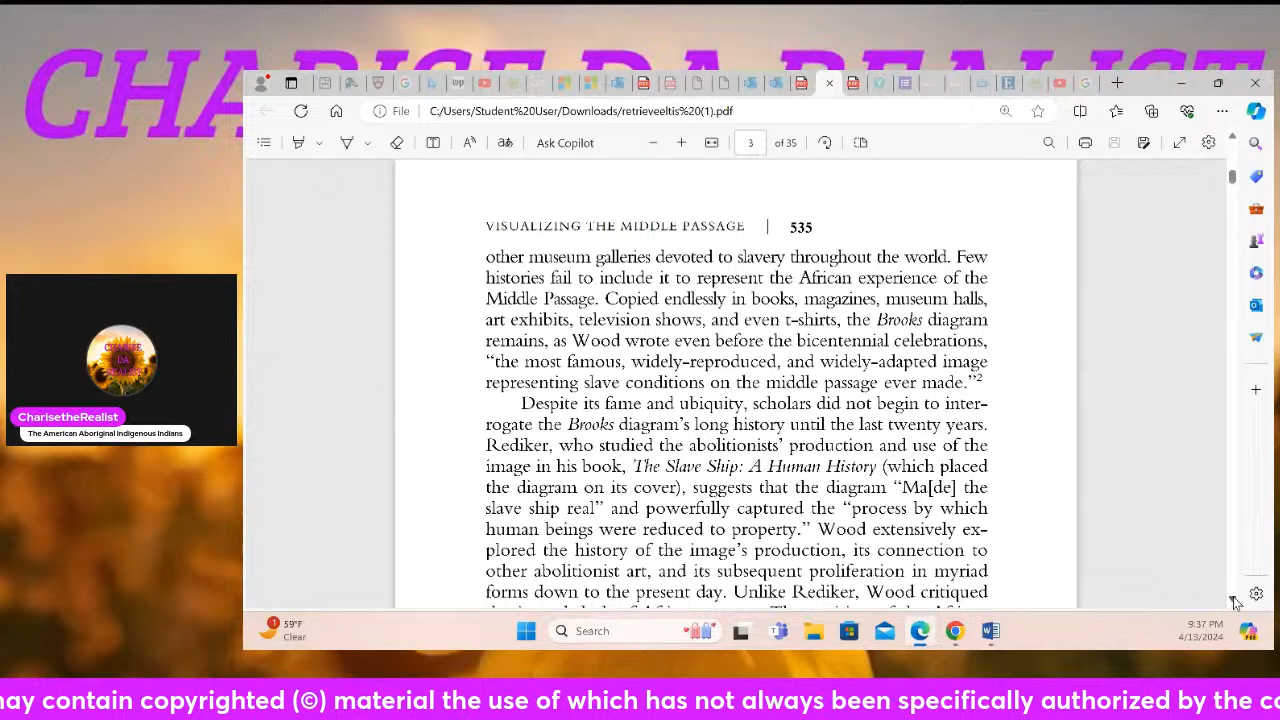 CHARISE DA REALIST
File
C:/Users/Student%20User/Downloads/retrieveeltis%20(1).pdf
Ask Copilot
3
of 35
VISUALIZING THE MIDDLE PASSAGE | 535
other museum galleries devoted to slavery throughout the world. Few
histories fail to include it to represent the African experience of the
Middle Passage. Copied endlessly in books, magazines, museum halls,
art exhibits, television shows, and even t-shirts, the Brooks diagram
remains, as Wood wrote even before the bicentennial celebrations,
“the most famous, widely-reproduced, and widely-adapted image
representing slave conditions on the middle passage ever made.”2
Despite its fame and ubiquity, scholars did not begin to inter-
rogate the Brooks diagram’s long history until the last twenty years.
Rediker, who studied the abolitionists’ production and use of the
image in his book, The Slave Ship: A Human History (which placed
the diagram on its cover), suggests that the diagram “Ma[de] the
slave ship real” and powerfully captured the “process by which
human beings were reduced to property.” Wood extensively ex-
plored the history of the image’s production, its connection to
other abolitionist art, and its subsequent proliferation in myriad
forms down to the present day. Unlike Rediker, Wood critiqued
CHARISE
DA
REALIST
CharisetheRealist
The American Aboriginal Indigenous Indians
1
59°F
Clear
Search
9:37 PM
4/13/2024
may contain copyrighted (©) material the use of which has not always been specifically authorized by the co